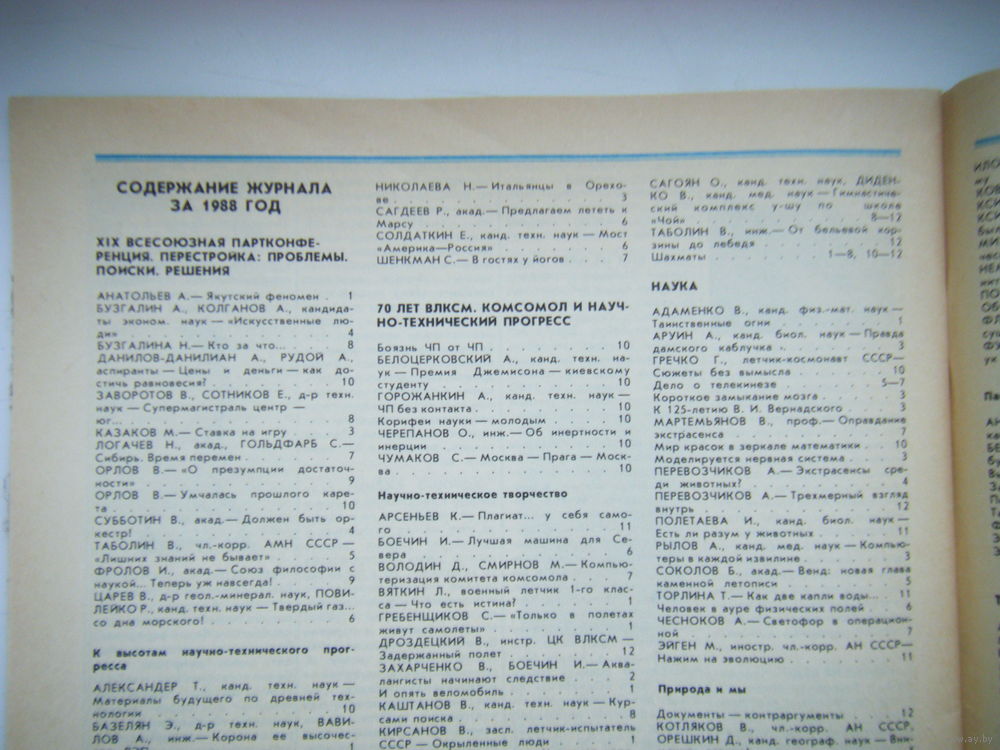 СОДЕРЖАНИЕ ЖУРНАЛА
ЗА 1988 ГОД
XIX ВСЕСОЮЗНАЯ ПАРТКОНФЕ-
РЕНЦИЯ. ПЕРЕСТРОЙКА: ПРОБЛЕМЫ.
ПОИСКИ. РЕШЕНИЯ
АНАТОЛЬЕВ А.— Якутский феномен . 1
БУЗГАЛИН А., КОЛГАНОВ А., кандида-
ты эконом. наук — «Искусственные лю-
ди» . . . . . . . . . . 4
БУЗГАЛИНА Н.— Кто за что... . . . 8
ДАНИЛОВ-ДАНИЛИАН А., РУДОЙ А.,
аспиранты — Цены и деньги — как до-
стичь равновесия? . . . . . . . 10
ЗАВОРОТОВ В., СОТНИКОВ Е., д-р техн.
наук — Супермагистраль центр —
юг... . . . . . . . . . . 8
КАЗАКОВ М.— Ставка на игру . . . 3
ЛОГАЧЕВ Н., акад., ГОЛЬДФАРБ С.—
Сибирь. Время перемен . . . . . 7
ОРЛОВ В.— «О презумпции достаточ-
ности» . . . . . . . . . 9
ОРЛОВ В.— Умчалась прошлого каре-
та . . . . . . . . . . 10
СУББОТИН В., акад.— Должен быть ор-
кестр! . . . . . . . . . 4
ТАБОЛИН В., чл.-корр. АМН СССР —
«Лишних знаний не бывает» . . . . 5
ФРОЛОВ И., акад.— Союз философии с
наукой... Теперь уже навсегда! . . . 9
ЦАРЕВ В., д-р геол.-минерал. наук, ПОВИ-
ЛЕЙКО Р., канд. техн. наук — Твердый газ...
со дна морского! . . . . . . . 6
К высотам научно-технического прог-
ресса
АЛЕКСАНДЕР Т., канд. техн. наук —
Материалы будущего по древней тех-
нологии . . . . . . . . . 10
БАЗЕЛЯН Э., д-р техн. наук, ВАВИ-
ЛОВ А., инж.— Корона ее высочес-
1
НИКОЛАЕВА Н.— Итальянцы в Орехо-
ве . . . . . . . . . . 3
САГДЕЕВ Р., акад.— Предлагаем лететь к
Марсу . . . . . . . . . 6
СОЛДАТКИН Е., канд. техн. наук — Мост
«Америка—Россия» . . . . . . 6
ШЕНКМАН С.— В гостях у йогов . . . 7
70 ЛЕТ ВЛКСМ. КОМСОМОЛ И НАУЧ-
НО-ТЕХНИЧЕСКИЙ ПРОГРЕСС
Боязнь ЧП от ЧП . . . . . . . 10
БЕЛОЦЕРКОВСКИЙ А., канд. техн. на-
ук — Премия Джемисона — киевскому
студенту . . . . . . . . . 10
ГОРОЖАНКИН А., канд. техн. наук —
ЧП без контакта . . . . . . . 10
Корифеи науки — молодым . . . . 10
ЧЕРЕПАНОВ О., инж.— Об инертности и
инерции . . . . . . . . . 10
ЧУМАКОВ С.— Москва — Прага — Моск-
ва . . . . . . . . . . 10
Научно-техническое творчество
АРСЕНЬЕВ К.— Плагиат... у себя само-
го . . . . . . . . . . 11
БОЕЧИН И.— Лучшая машина для Се-
вера . . . . . . . . . . 6
ВОЛОДИН Д., СМИРНОВ М.— Компью-
теризация комитета комсомола . . . 7
ВЯТКИН Л., военный летчик 1-го клас-
са — Что есть истина? . . . . . . 1
ГРЕБЕНЩИКОВ С.— «Только в полетах
живут самолеты» . . . . . . . 1
ДРОЗДЕЦКИЙ В., инстр. ЦК ВЛКСМ —
Задержанный полет . . . . . . 12
ЗАХАРЧЕНКО В., БОЕЧИН И.— Аква-
лангисты начинают следствие . . . 2
И опять веломобиль . . . . . . 1
КАШТАНОВ В., канд. техн. наук — Кур-
сами поиска . . . . . . . . 8
КИРСАНОВ В., засл. летчик-испытатель
СССР — Окрыленные люди . . . . 1
САГОЯН О., канд. техн. наук, ДИДЕН-
КО В., канд. мед. наук — Гимнастиче-
ский комплекс у-шу по школе
«Чой» . . . . . . . . 8—12
ТАБОЛИН В., инж.— От бельевой кор-
зины до лебедя . . . . . . . 12
Шахматы . . . . . . 1—8, 10—12
НАУКА
АДАМЕНКО В., канд. физ.-мат. наук —
Таинственные огни . . . . . . . 1
АРУИН А., канд. биол. наук — Правда
дамского каблучка . . . . . . . 3
ГРЕЧКО Г., летчик-космонавт СССР—
Сюжеты без вымысла . . . . . . 10
Дело о телекинезе . . . . . . 5—7
Короткое замыкание мозга . . . . 3
К 125-летию В. И. Вернадского . . . 3
МАРТЕМЬЯНОВ В., проф.— Оправдание
экстрасенса . . . . . . . . 7
Мир красок в зеркале математики . . 10
Моделируется нервная система . . . 3
ПЕРЕВОЗЧИКОВ А.— Экстрасенсы сре-
ди животных? . . . . . . . . 4
ПЕРЕВОЗЧИКОВ А.— Трехмерный взгляд
внутрь . . . . . . . . . 12
ПОЛЕТАЕВА И., канд. биол. наук —
Есть ли разум у животных . . . . 11
РЫЛОВ А., канд. мед. наук — Компью-
теры в каждой извилине . . . . . 3
СОКОЛОВ Б., акад.— Венд: новая глава
каменной летописи . . . . . . . 5
ТОРЛИНА Т.— Как две капли воды... . 11
Человек в ауре физических полей . . 6
ЧЕСНОКОВ А.— Светофор в операцион-
ной . . . . . . . . . . 7
ЭЙГЕН М., иностр. чл.-корр. АН СССР—
Нажим на эволюцию . . . . . . 11
Природа и мы
Документы — контраргументы . . . 12
КОТЛЯКОВ В., чл.-корр. АН СССР,
ОРЕШКИН Д., канд. географ. наук — Вни-